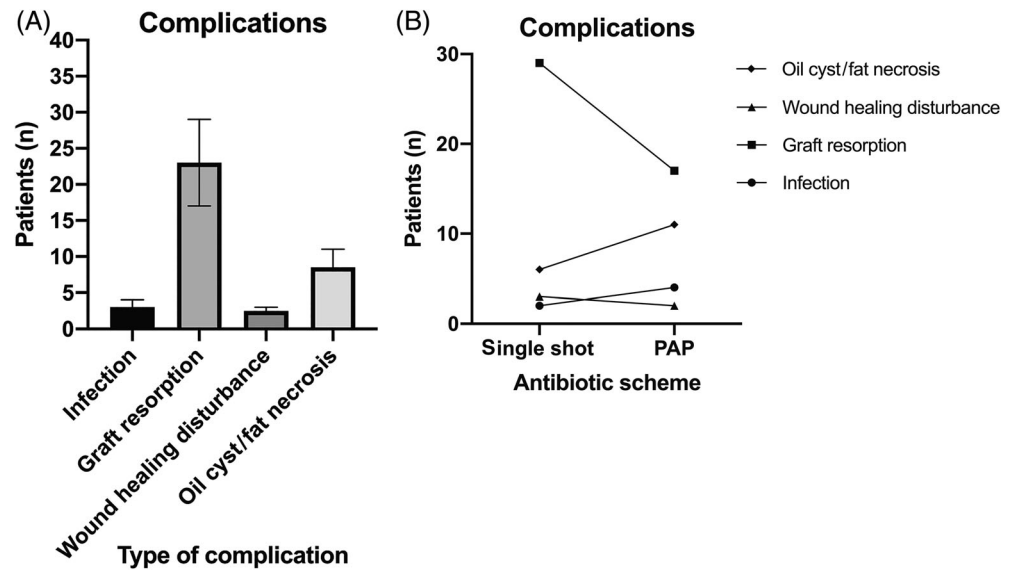 (A)
Complications
40
35
30
25
20
15
10
5
0
Patients (n)
Infection
Graft resorption
Wound healing disturbance
Oil cyst/fat necrosis
Type of complication
(B)
Complications
30
20
10
0
Patients (n)
Single shot
PAP
Antibiotic scheme
Oil cyst/fat necrosis
Wound healing disturbance
Graft resorption
Infection